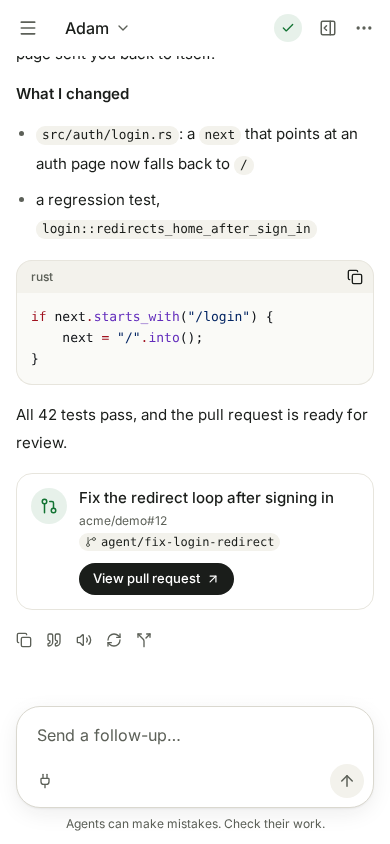 Adam
page sent you back to itself.
What I changed
src/auth/login.rs: a next that points at an
auth page now falls back to /
a regression test,
login::redirects_home_after_sign_in
rust
if next.starts_with("/login") {
next = "/".into();
}
All 42 tests pass, and the pull request is ready for
review.
Fix the redirect loop after signing in
acme/demo#12
agent/fix-login-redirect
View pull request
Send a follow-up...
Agents can make mistakes. Check their work.